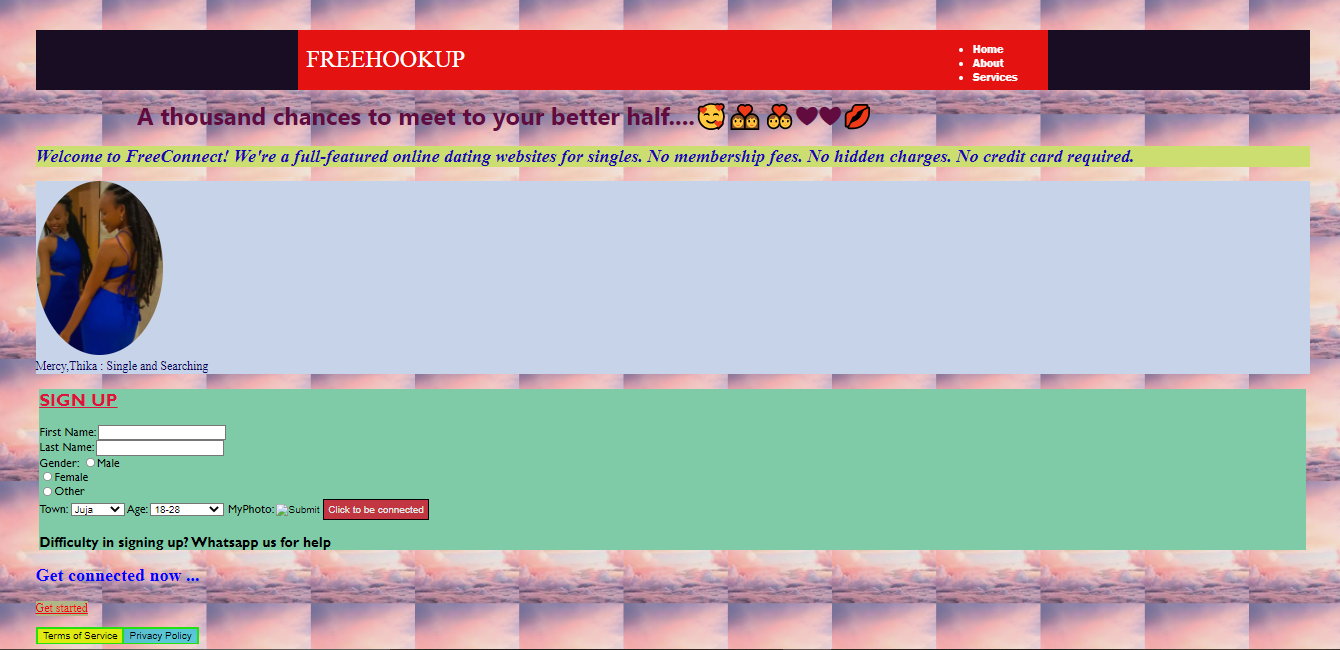 FREEHOOKUP
Home
About
Services
A thousand chances to meet to your better half....🥰👩‍❤️‍👩💑♥♥💋
Welcome to FreeConnect! We're a full-featured online dating websites for singles. No membership fees. No hidden charges. No credit card required.
Mercy,Thika : Single and Searching
SIGN UP
First Name:
Last Name:
Gender: Male
Female
Other
Town: Juja Age: 18-28 MyPhoto: Submit Click to be connected
Difficulty in signing up? Whatsapp us for help
Get connected now ...
Get started
Terms of Service Privacy Policy